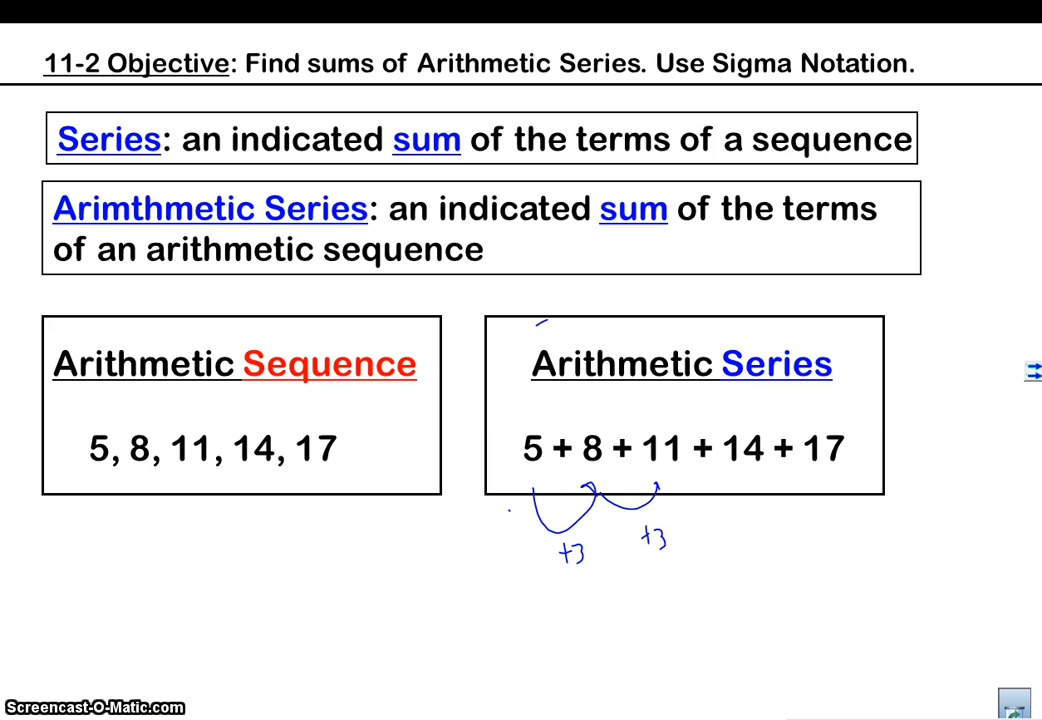 11-2 Objective: Find sums of Arithmetic Series. Use Sigma Notation.
Series: an indicated sum of the terms of a sequence
Arimthmetic Series: an indicated sum of the terms
of an arithmetic sequence
Arithmetic Sequence
5, 8, 11, 14, 17
Arithmetic Series
5 + 8 + 11 + 14 + 17
+3
+3
Screencast-O-Matic.com